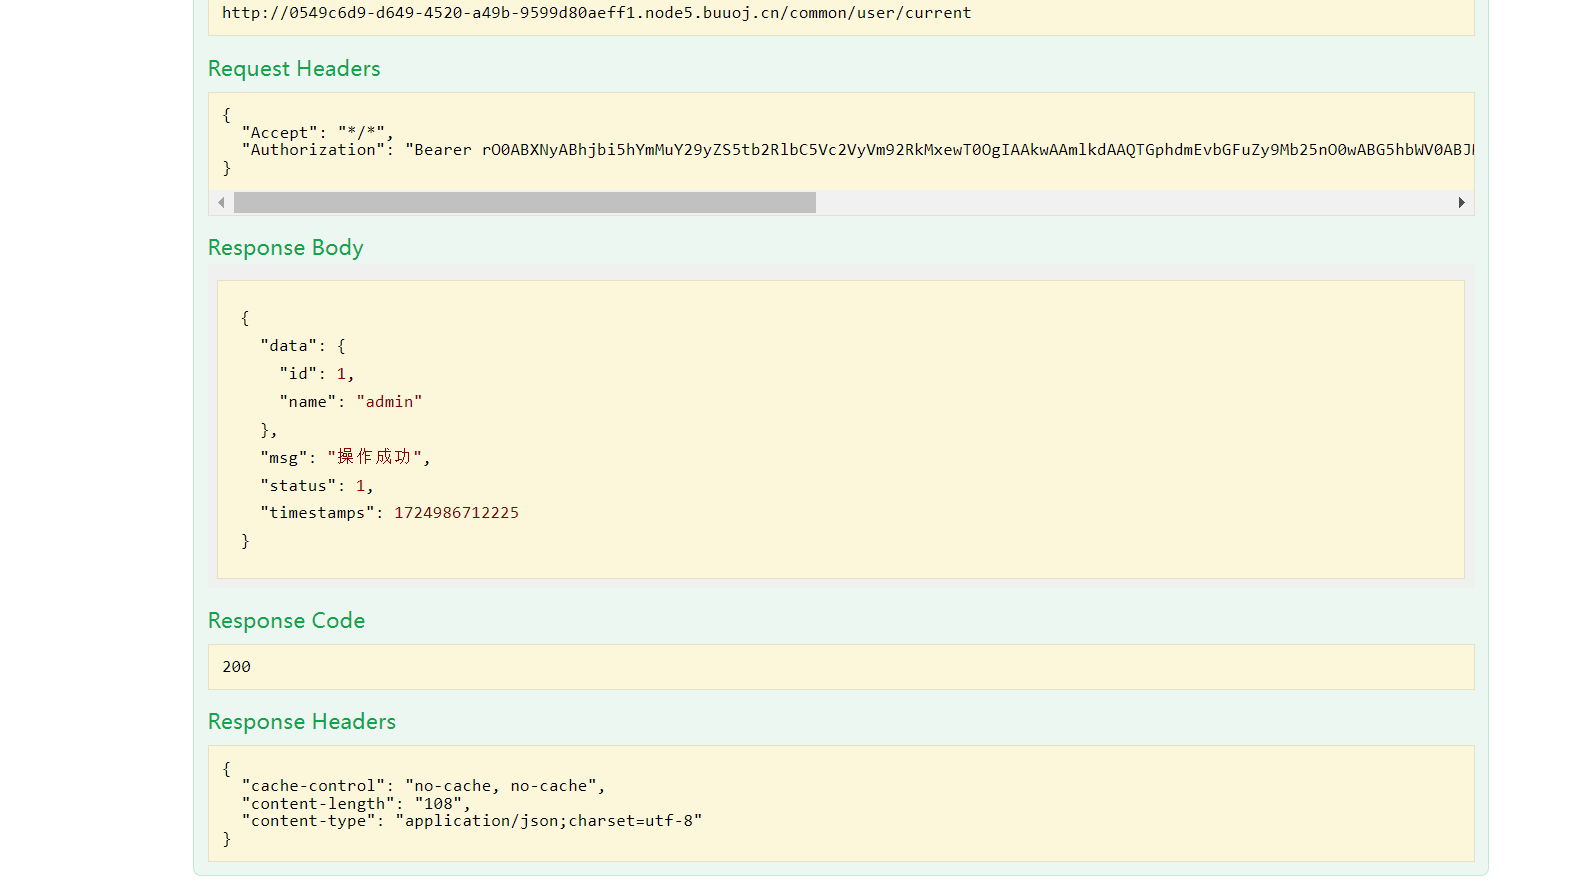 http://0549c6d9-d649-4520-a49b-9599d80aeff1.node5.buuoj.cn/common/user/current
Request Headers
{
  "Accept": "*/*",
  "Authorization": "Bearer rO0ABXNyABhjbi5hYmMuY29yZS5tb2RlbC5Vc2VyVm92RkMxewT0OgIAAkwAAmlkdAAQTGphdmEvbGFuZy9Mb25nO0wABG5hbWV0ABJ
}
Response Body
{
  "data": {
    "id": 1,
    "name": "admin"
  },
  "msg": "操作成功",
  "status": 1,
  "timestamps": 1724986712225
}
Response Code
200
Response Headers
{
  "cache-control": "no-cache, no-cache",
  "content-length": "108",
  "content-type": "application/json;charset=utf-8"
}